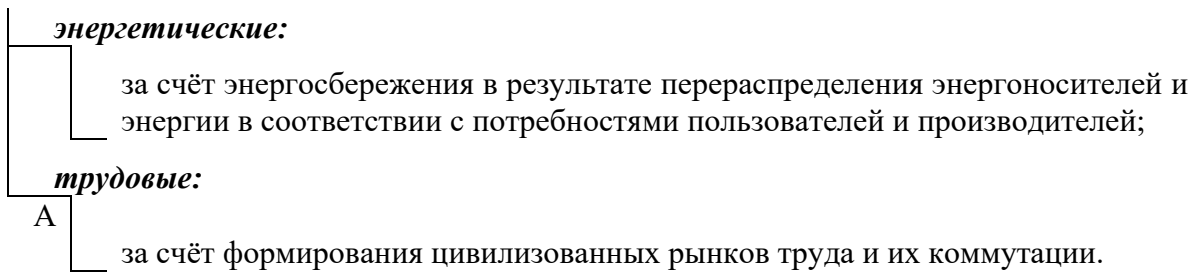 энергетические:
за счёт энергосбережения в результате перераспределения энергоносителей и
энергии в соответствии с потребностями пользователей и производителей;
трудовые:
А
за счёт формирования цивилизованных рынков труда и их коммутации.